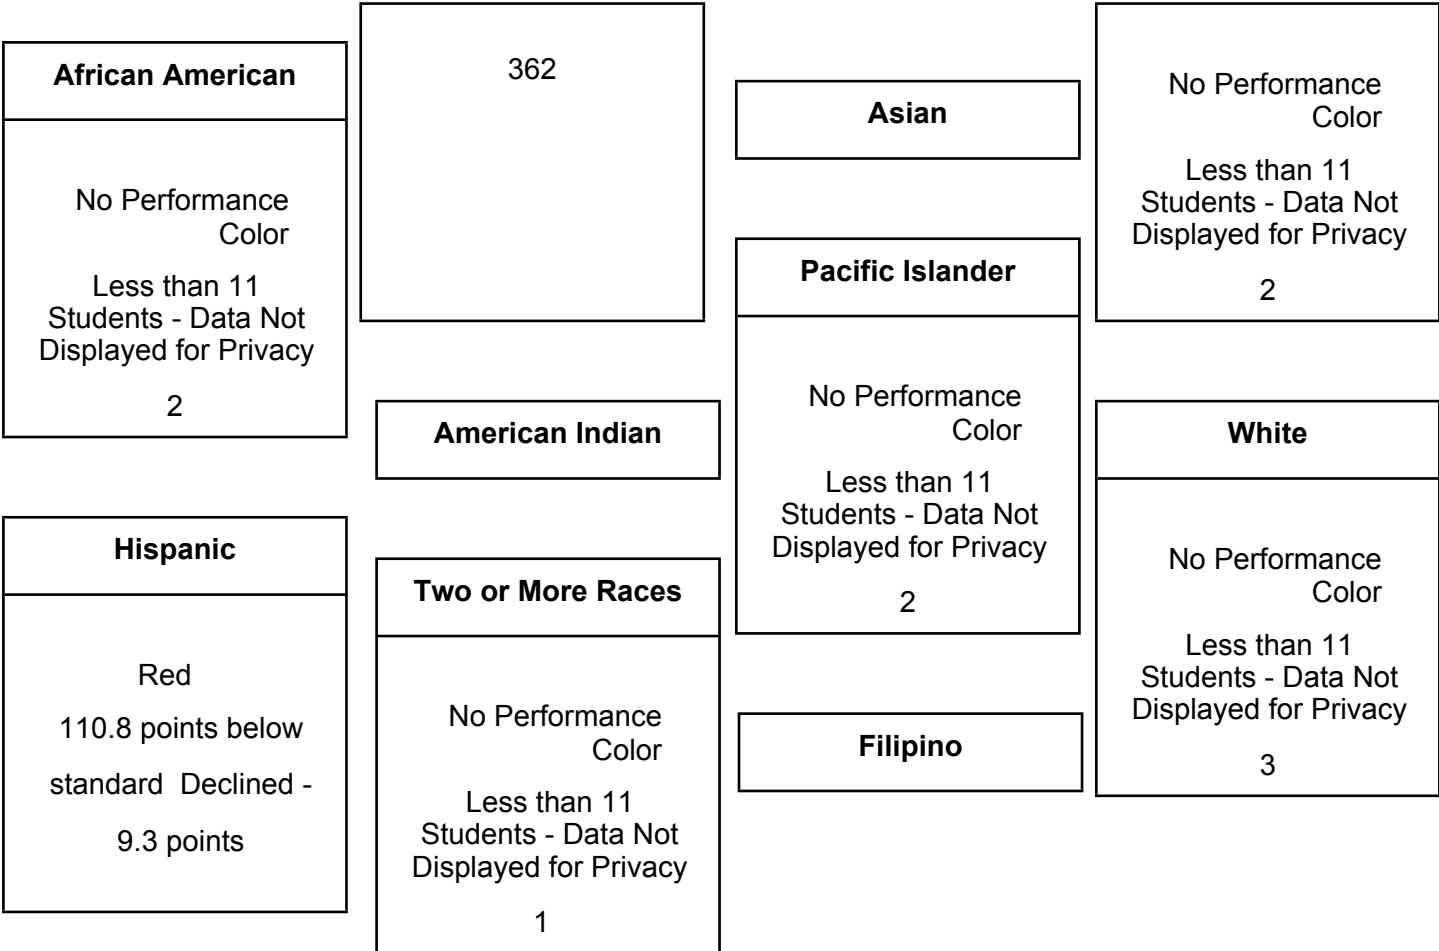 African American
No Performance
Color
Less than 11
Students - Data Not
Displayed for Privacy
2
Hispanic
Red
110.8 points below
standard  Declined -
9.3 points
362
American Indian
Two or More Races
No Performance
Color
Less than 11
Students - Data Not
Displayed for Privacy
1
Asian
Pacific Islander
No Performance
Color
Less than 11
Students - Data Not
Displayed for Privacy
2
Filipino
No Performance
Color
Less than 11
Students - Data Not
Displayed for Privacy
2
White
No Performance
Color
Less than 11
Students - Data Not
Displayed for Privacy
3